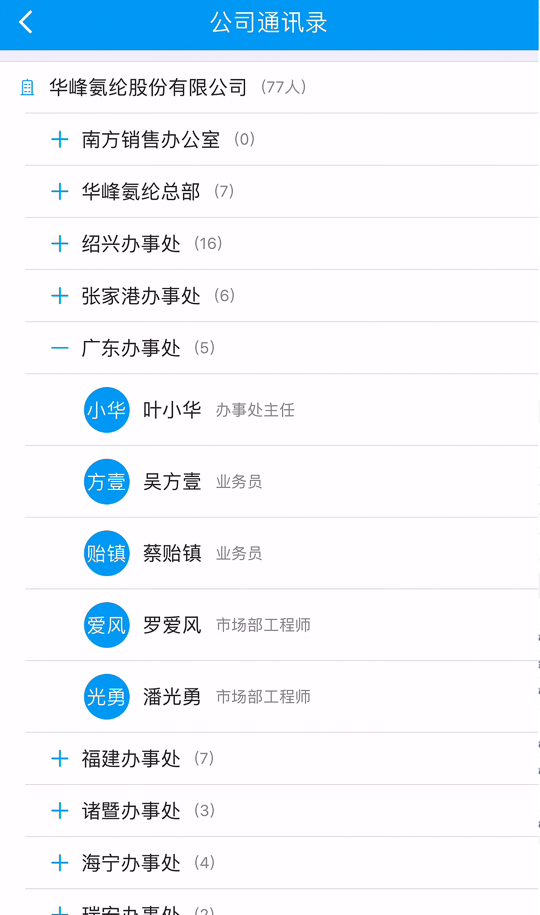 公司通讯录
华峰氨纶股份有限公司 (77人)
南方销售办公室 (0)
华峰氨纶总部 (7)
绍兴办事处 (16)
张家港办事处 (6)
广东办事处 (5)
小华 叶小华 办事处主任
方壹 吴方壹 业务员
贻镇 蔡贻镇 业务员
爱风 罗爱风 市场部工程师
光勇 潘光勇 市场部工程师
福建办事处 (7)
诸暨办事处 (3)
海宁办事处 (4)
瑞安办事处 (2)